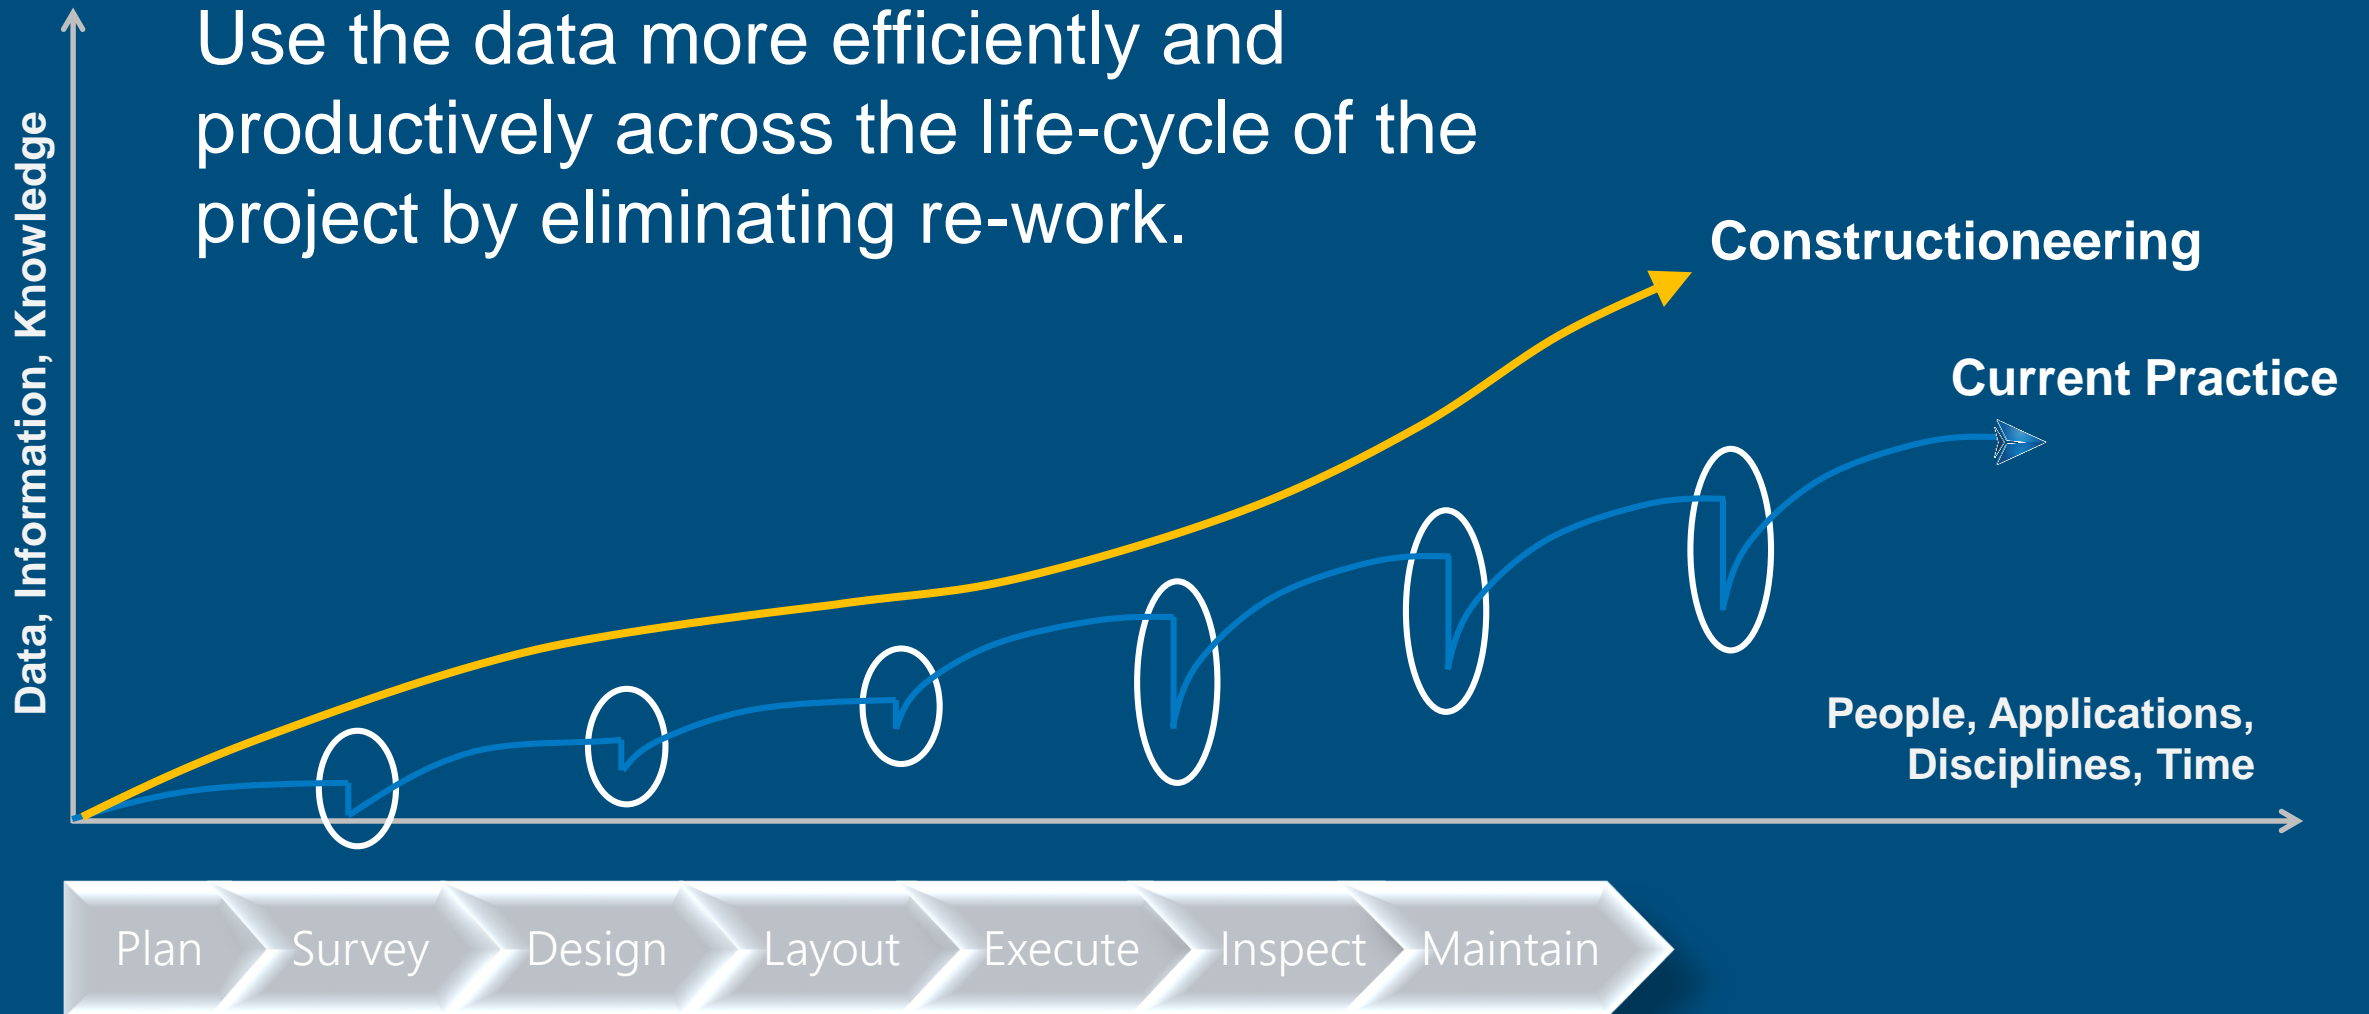 Use the data more efficiently and
productively across the life-cycle of the
project by eliminating re-work.
Data, Information, Knowledge
Constructioneering
Current Practice
People, Applications,
Disciplines, Time
Plan
Survey
Design
Layout
Execute
Inspect
Maintain